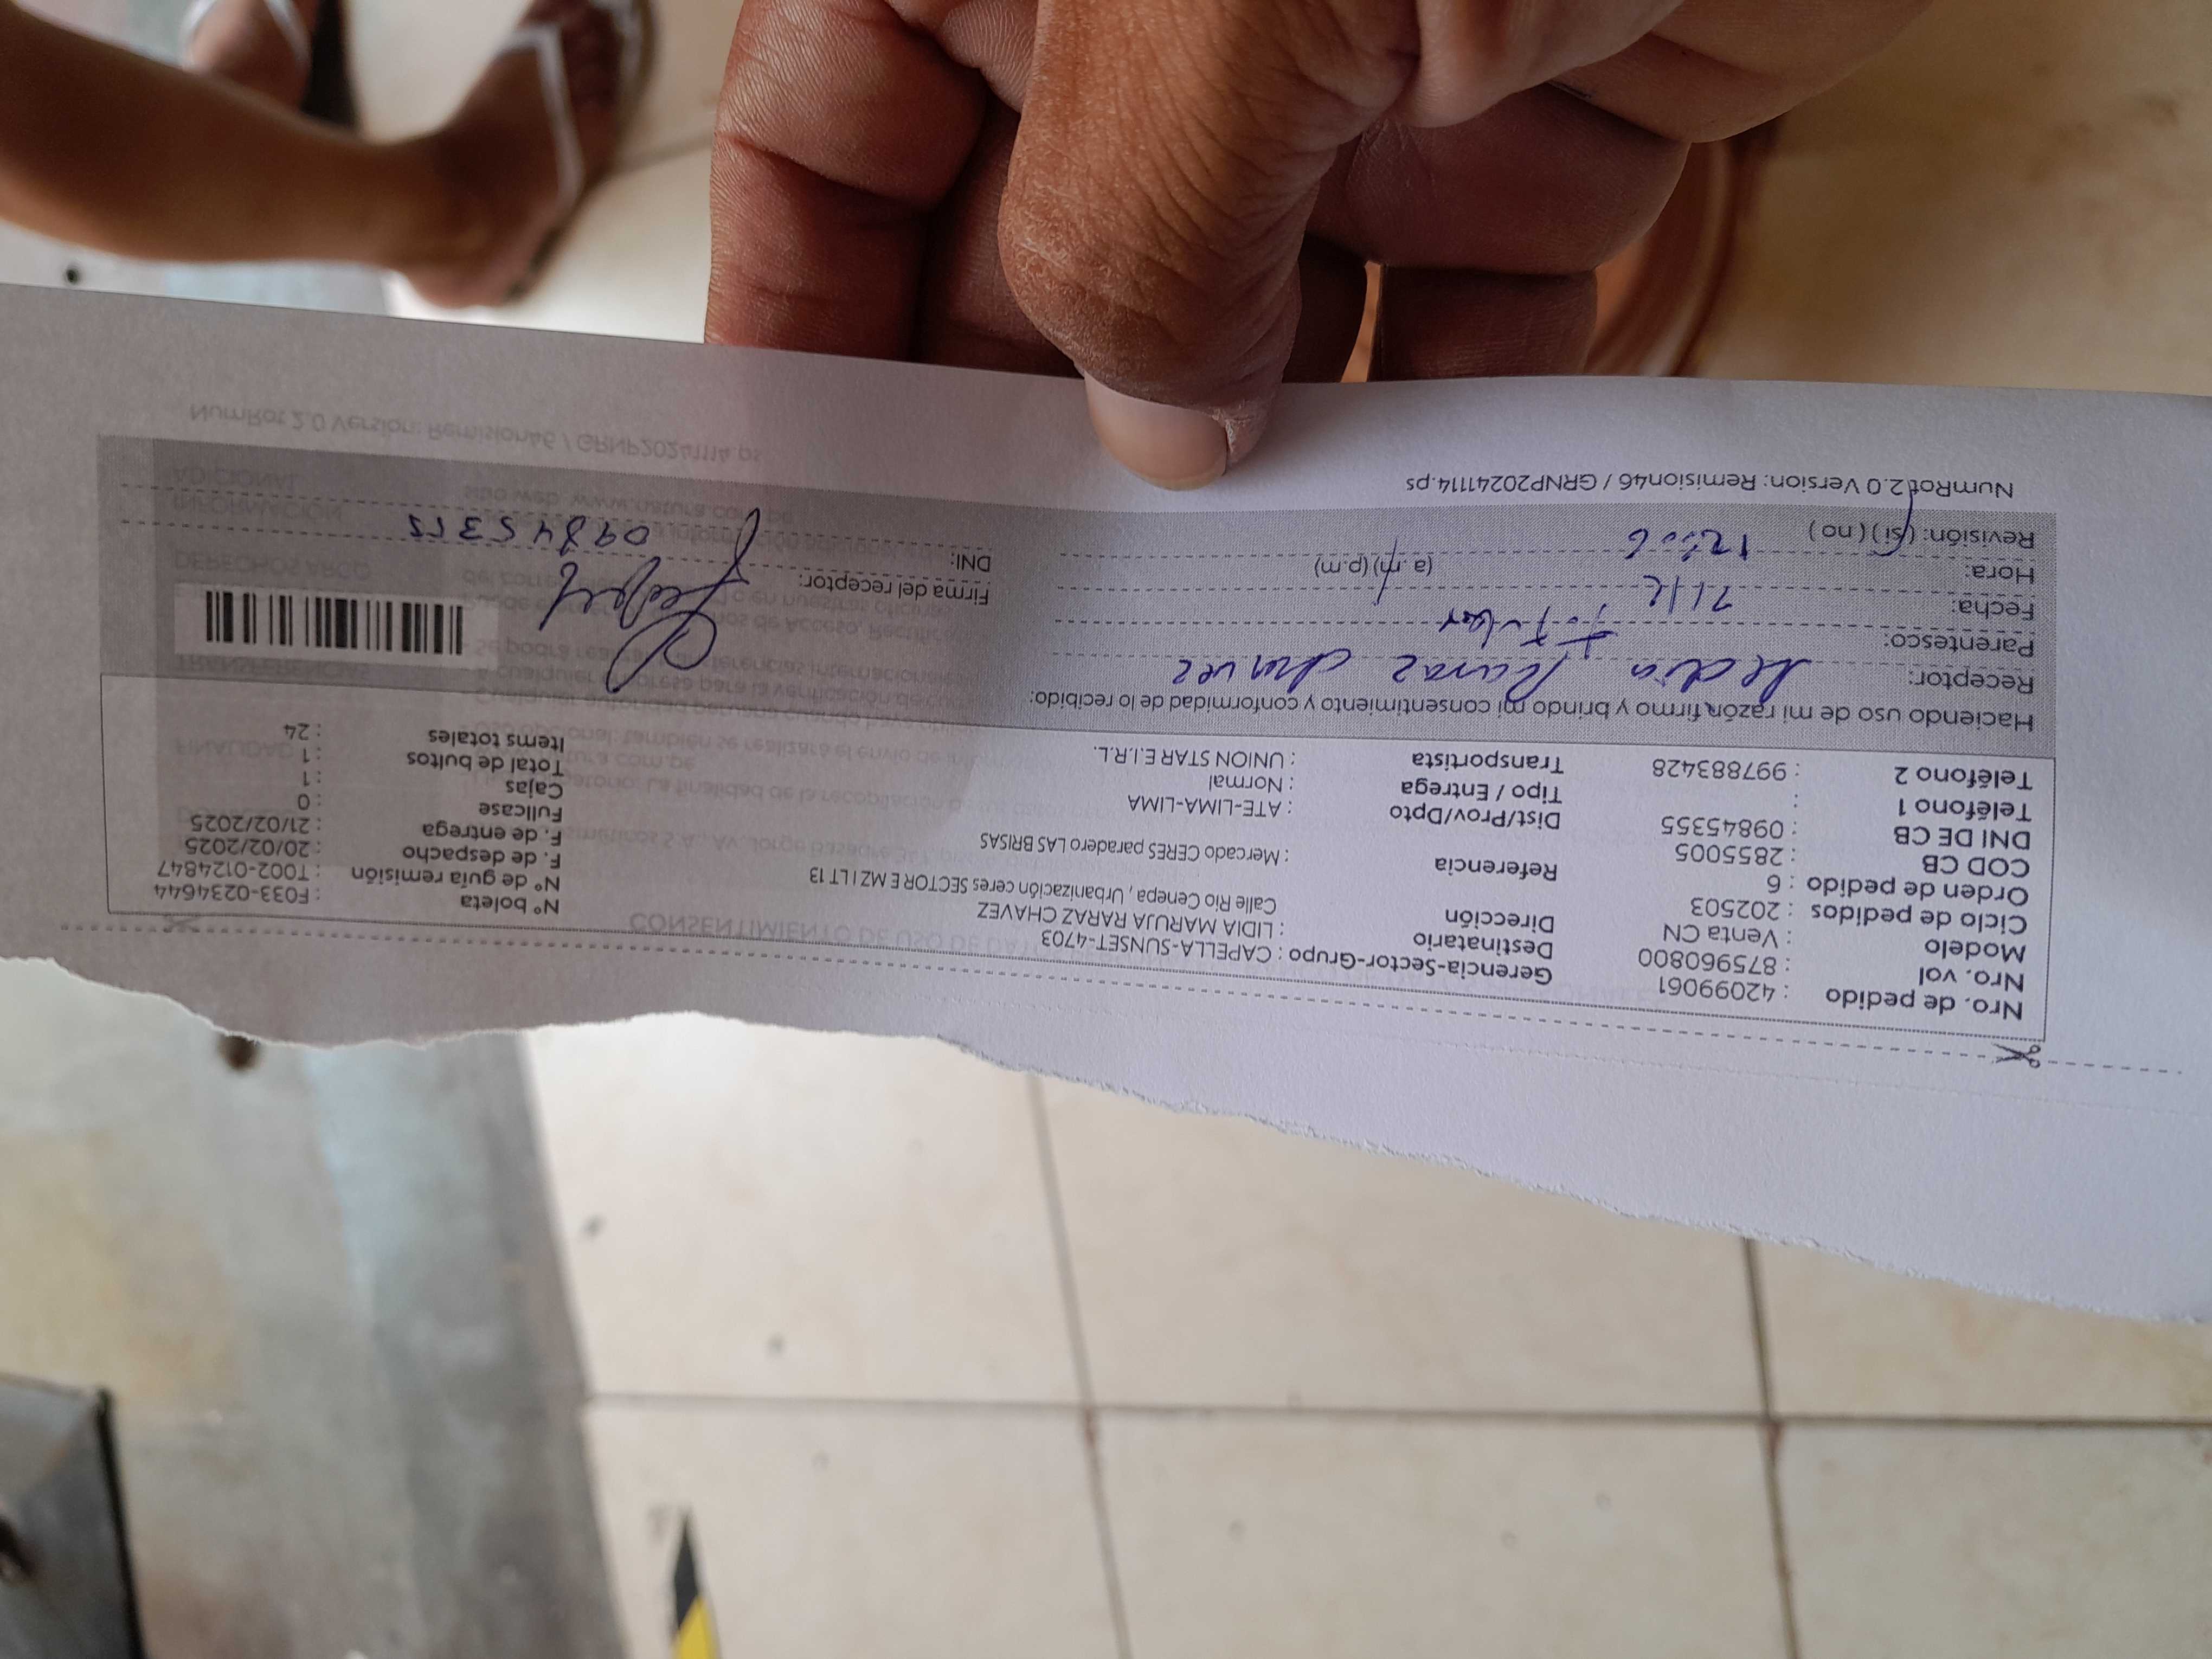 Nro. de pedido : 42099061
Nro. vol : 875960800
Modelo : Venta CN
Ciclo de pedidos : 202503
Orden de pedido : 6
COD CB : 2855005
DNI DE CB : 09845355
Teléfono 1 :
Teléfono 2 : 997883428
Gerencia-Sector-Grupo : CAPELLA-SUNSET-4703
Destinatario : LIDIA MARUJA RARAZ CHAVEZ
Dirección Calle Rio Cenepa , Urbanización ceres SECTOR E MZ I LT 13
Referencia : Mercado CERES paradero LAS BRISAS
Dist/Prov/Dpto : ATE-LIMA-LIMA
Tipo / Entrega : Normal
Transportista : UNION STAR E.I.R.L.
N° boleta : F033-0234644
N° de guía remisión : T002-0124847
F. de despacho : 20/02/2025
F. de entrega : 21/02/2025
Fullcase : 0
Cajas : 1
Total de bultos : 1
Items totales : 24
Haciendo uso de mi razón firmo y brindo mi consentimiento y conformidad de lo recibido:
Receptor: Lidia Raraz Chavez
Parentesco: Titular
Fecha: 21/2
Hora: 12:06 (a.m) (p.m)
Revisión: (si) (no)
Firma del receptor:
DNI: 09845355
NumRot 2.0 Version: Remision46 / GRNP20241114.ps